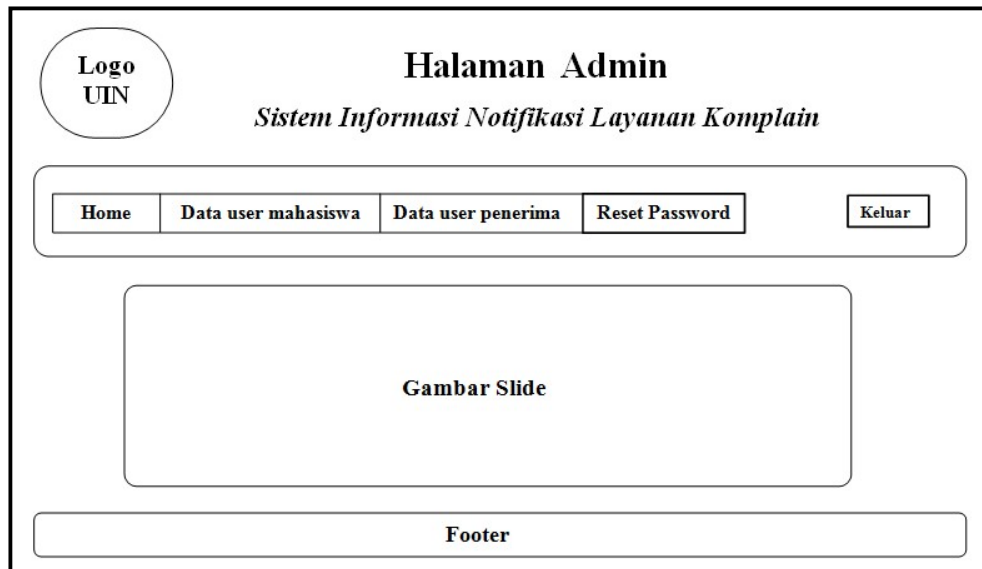 Logo
UIN
Halaman Admin
Sistem Informasi Notifikasi Layanan Komplain
Home
Data user mahasiswa
Data user penerima
Reset Password
Keluar
Gambar Slide
Footer